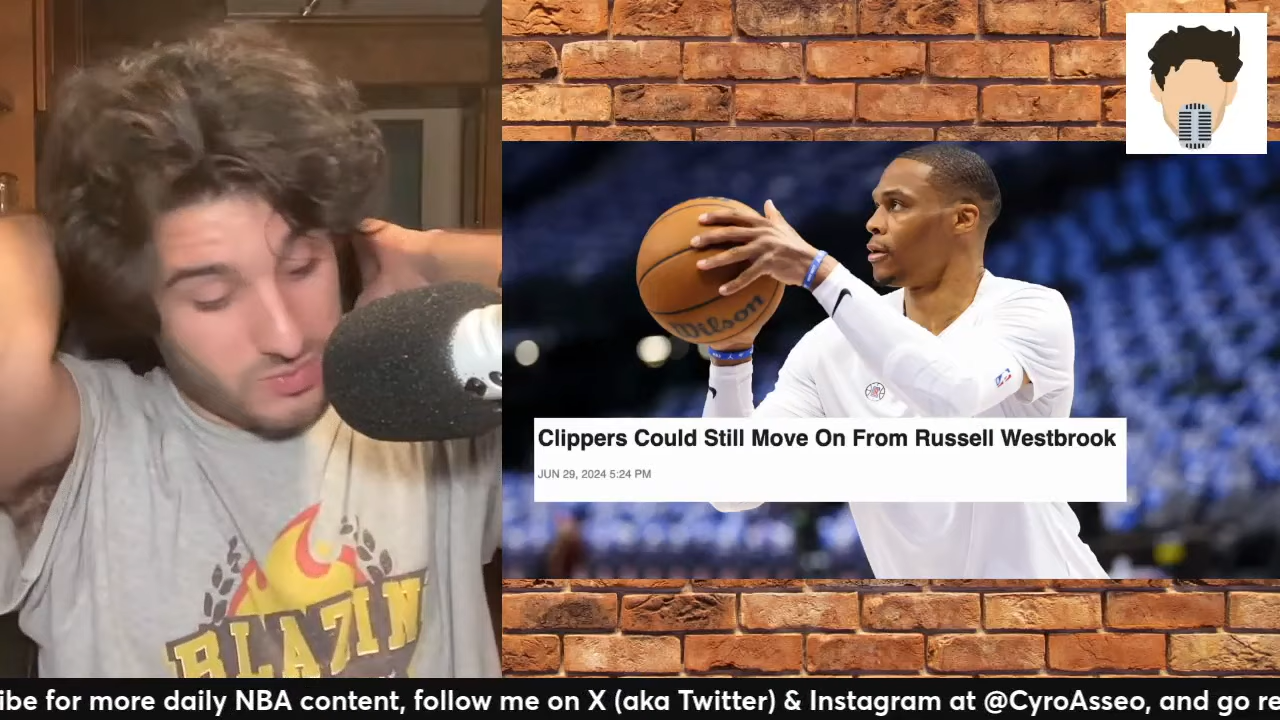 Wilson
Clippers Could Still Move On From Russell Westbrook
JUN 29, 2024 5:24 PM
BLAZIN
ibe for more daily NBA content, follow me on X (aka Twitter) & Instagram at @CyroAsseo, and go re